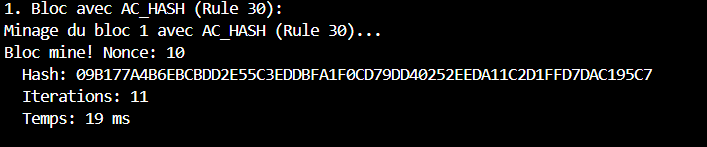 1. Bloc avec AC_HASH (Rule 30):
Minage du bloc 1 avec AC_HASH (Rule 30)...
Bloc mine! Nonce: 10
Hash: 09B177A4B6EBCBDD2E55C3EDDBFA1F0CD79DD40252EEDA11C2D1FFD7DAC195C7
Iterations: 11
Temps: 19 ms